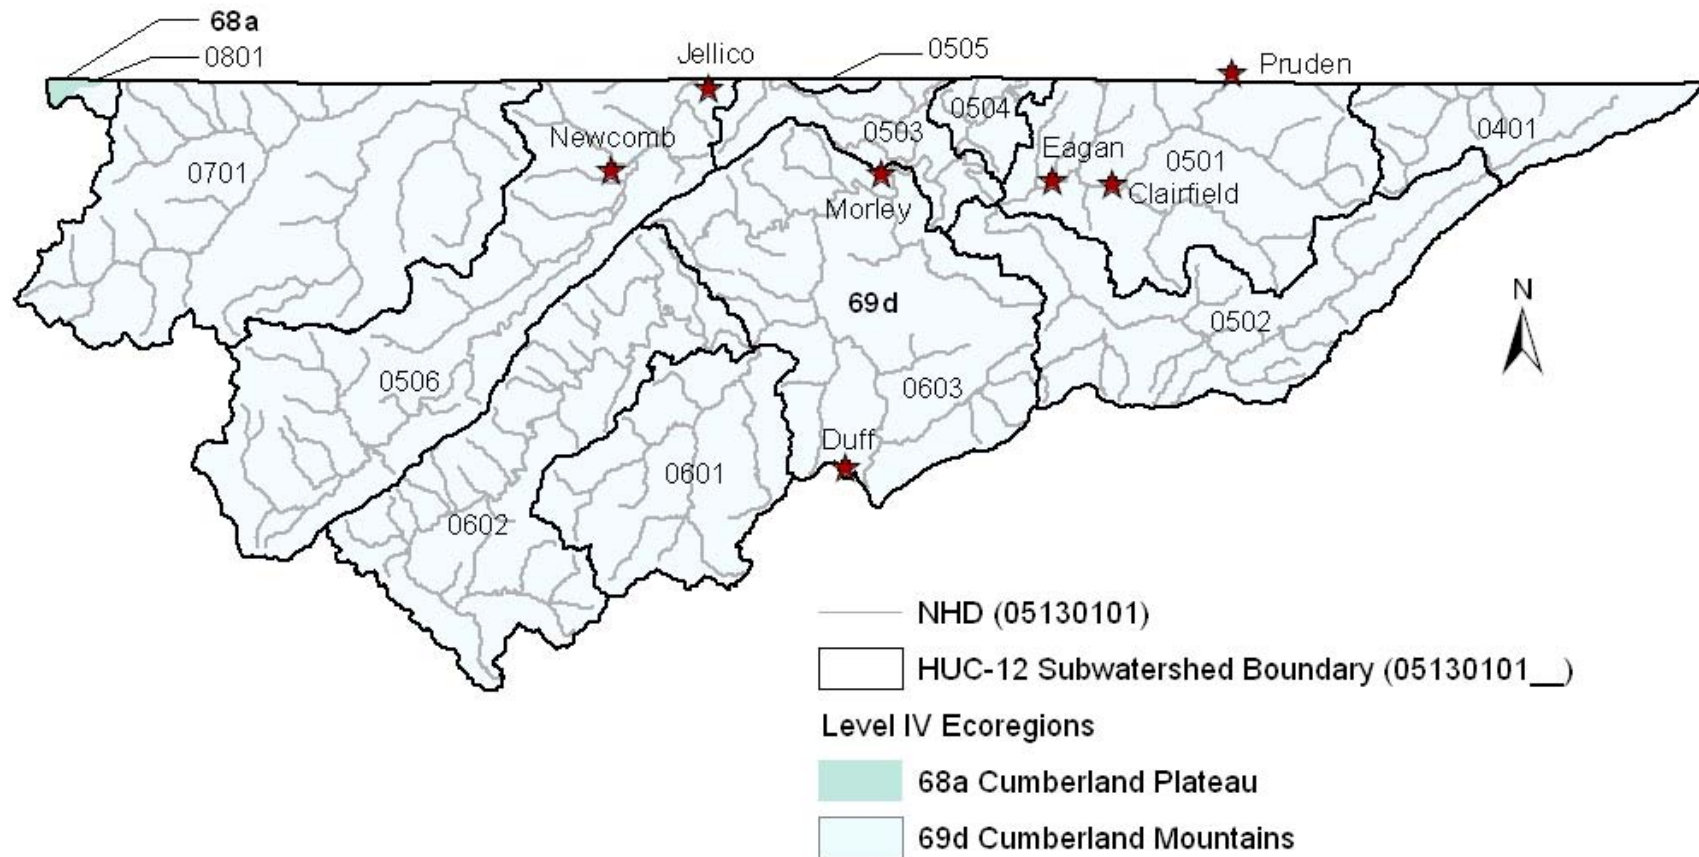 68a
0801
Jellico
0505
Pruden
Newcomb
0503
0504
Eagan
0501
0401
0701
Morley
Clairfield
69d
N
0502
0506
0603
Duff
0601
0602
NHD (05130101)
HUC-12 Subwatershed Boundary (05130101__)
Level IV Ecoregions
68a Cumberland Plateau
69d Cumberland Mountains